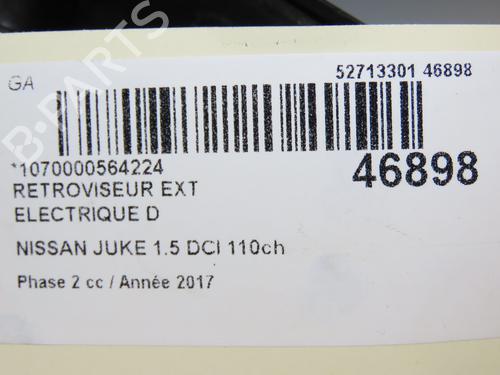 GA
52713301 46898
*1070000564224
46898
RETROVISEUR EXT
ELECTRIQUE D
NISSAN JUKE 1.5 DCI 110ch
Phase 2 cc / Année 2017
B-PARTS